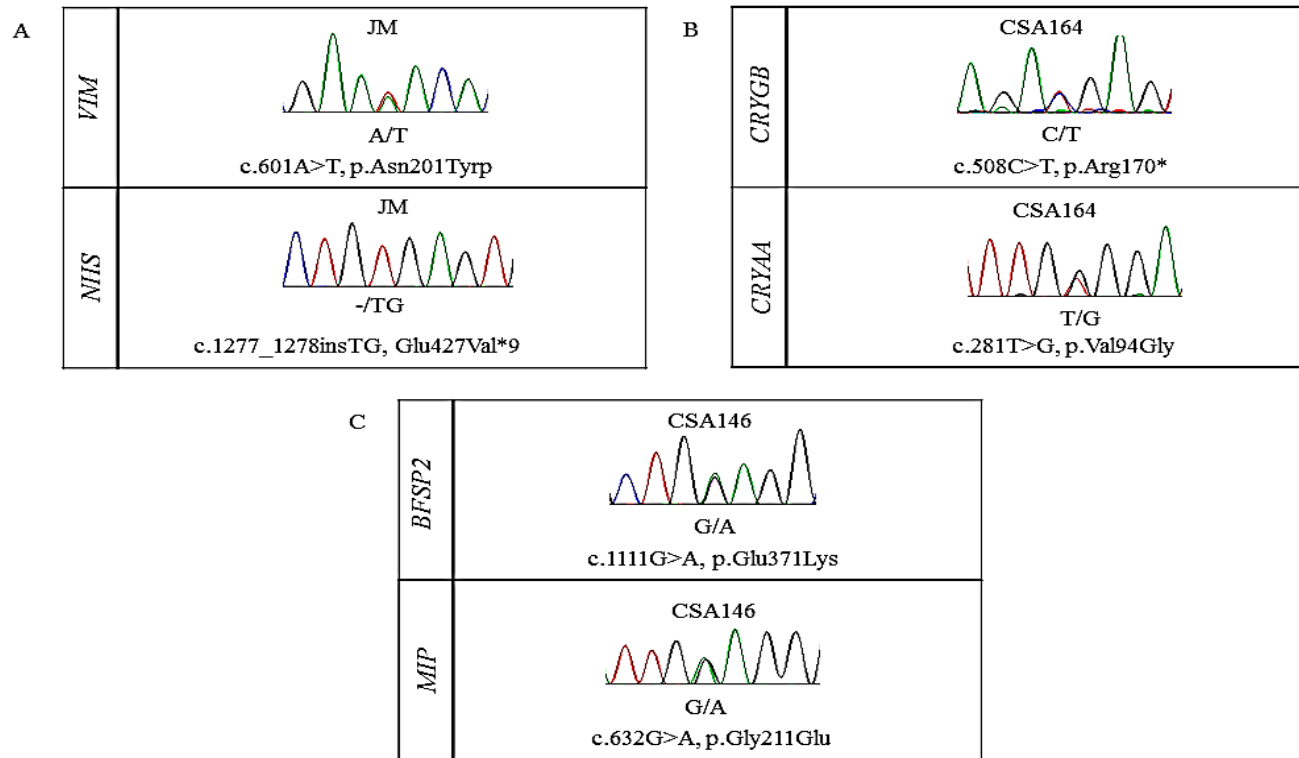 A
VIM
JM
A/T
c.601A>T, p.Asn201Tyrp
NHS
JM
-/TG
c.1277_1278insTG, Glu427Val*9
B
CRYGB
CSA164
C/T
c.508C>T, p.Arg170*
CRYAA
CSA164
T/G
c.281T>G, p.Val94Gly
C
BFSP2
CSA146
G/A
c.1111G>A, p.Glu371Lys
MIP
CSA146
G/A
c.632G>A, p.Gly211Glu